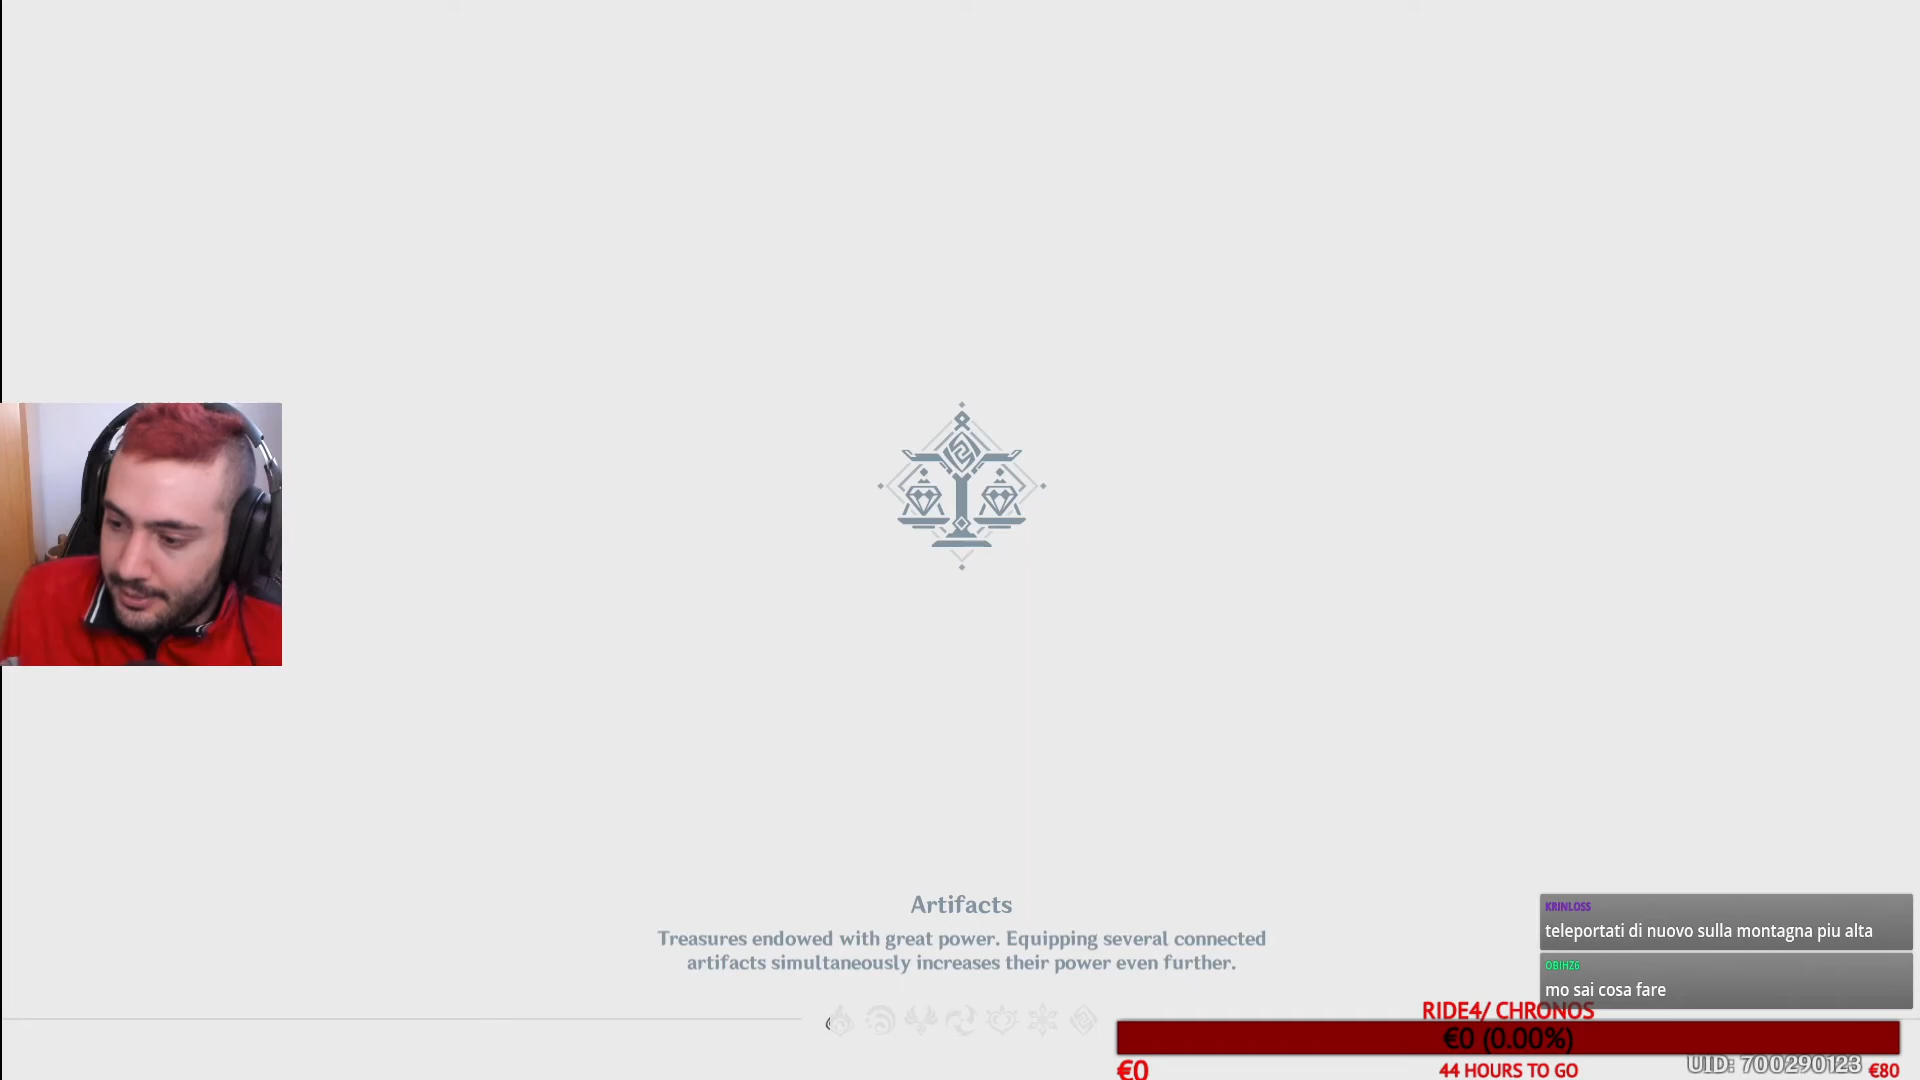 Artifacts
Treasures endowed with great power. Equipping several connected
artifacts simultaneously increases their power even further.
KRINLOSS
teleportati di nuovo sulla montagna piu alta
OBIHZ6
mo sai cosa fare
RIDE4/ CHRONOS
€0 (0.00%)
€0
44 HOURS TO GO
UID: 700290123
€80